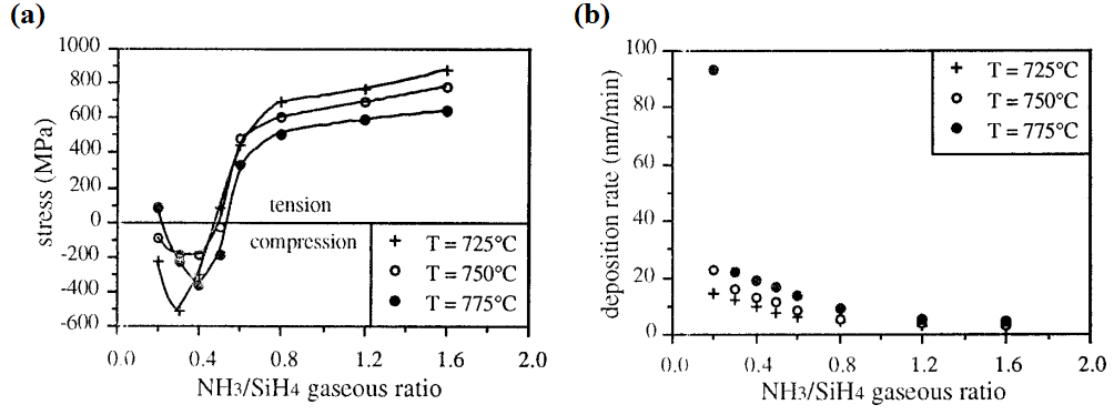 (a)
1000
800
600
400
200
0
-200
-400
-600
stress (MPa)
tension
compression
+ T = 725°C
o T = 750°C
● T = 775°C
0.0 0.4 0.8 1.2 1.6 2.0
NH3/SiH4 gaseous ratio
(b)
100
80
60
40
20
0
deposition rate (nm/min)
+ T = 725°C
o T = 750°C
● T = 775°C
0.0 0.4 0.8 1.2 1.6 2.0
NH3/SiH4 gaseous ratio